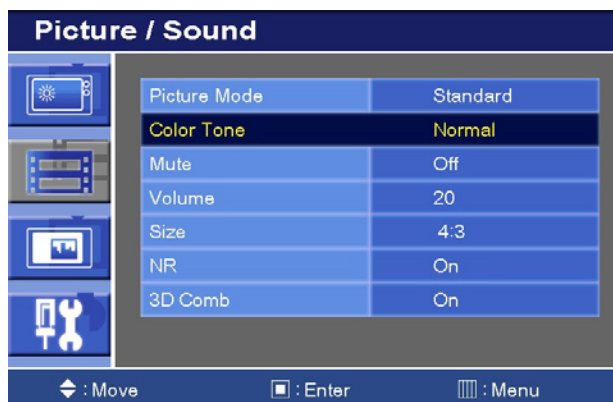 Picture / Sound
Picture Mode Standard
Color Tone Normal
Mute Off
Volume 20
Size 4:3
NR On
3D Comb On
: Move : Enter : Menu